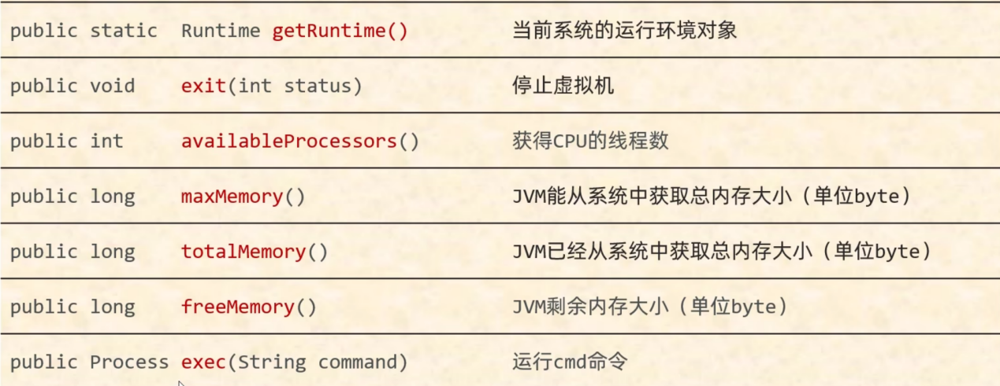 public static Runtime getRuntime() 当前系统的运行环境对象
public void exit(int status) 停止虚拟机
public int availableProcessors() 获得CPU的线程数
public long maxMemory() JVM能从系统中获取总内存大小（单位byte）
public long totalMemory() JVM已经从系统中获取总内存大小（单位byte）
public long freeMemory() JVM剩余内存大小（单位byte）
public Process exec(String command) 运行cmd命令